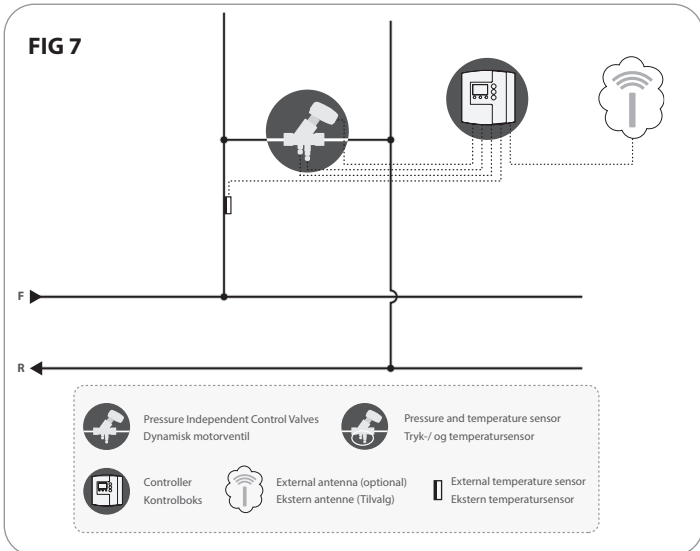 FIG 7
F
R
Pressure Independent Control Valves
Dynamisk motorventil
Pressure and temperature sensor
Tryk-/ og temperatursensor
Controller
Kontrolboks
External antenna (optional)
Ekstern antenne (Tilvalg)
External temperature sensor
Ekstern temperatursensor